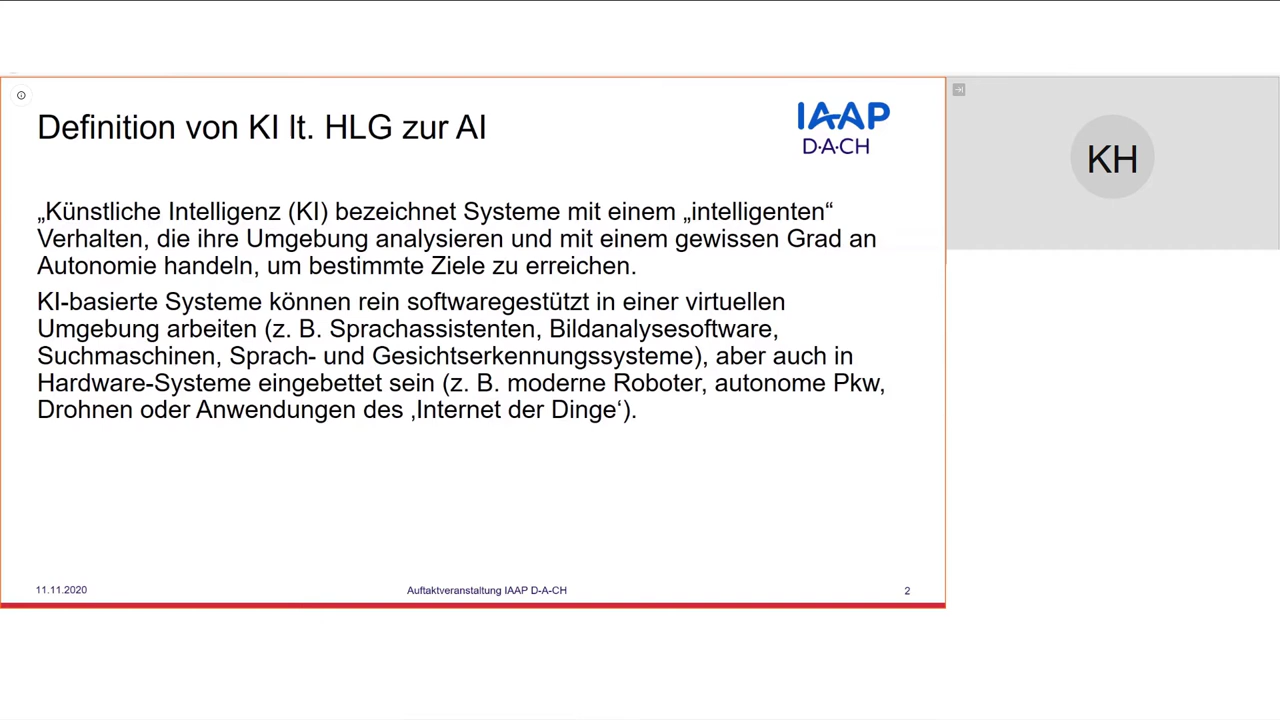 Definition von KI lt. HLG zur AI
IAAP
D·A·CH
KH
„Künstliche Intelligenz (KI) bezeichnet Systeme mit einem „intelligenten“
Verhalten, die ihre Umgebung analysieren und mit einem gewissen Grad an
Autonomie handeln, um bestimmte Ziele zu erreichen.
KI-basierte Systeme können rein softwaregestützt in einer virtuellen
Umgebung arbeiten (z. B. Sprachassistenten, Bildanalysesoftware,
Suchmaschinen, Sprach- und Gesichtserkennungssysteme), aber auch in
Hardware-Systeme eingebettet sein (z. B. moderne Roboter, autonome Pkw,
Drohnen oder Anwendungen des ‚Internet der Dinge‘).
11.11.2020
Auftaktveranstaltung IAAP D-A-CH
2